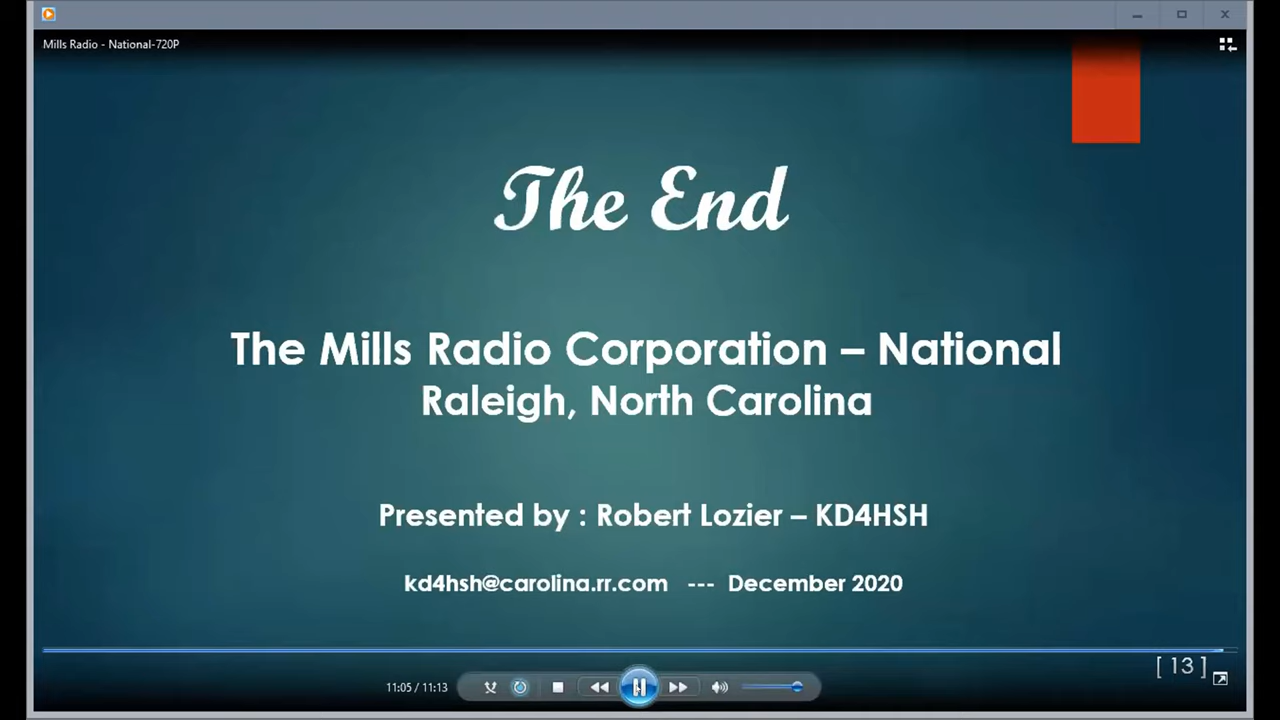 Mills Radio - National-720P
The End
The Mills Radio Corporation – National
Raleigh, North Carolina
Presented by : Robert Lozier – KD4HSH
kd4hsh@carolina.rr.com --- December 2020
[ 13 ]
11:05 / 11:13